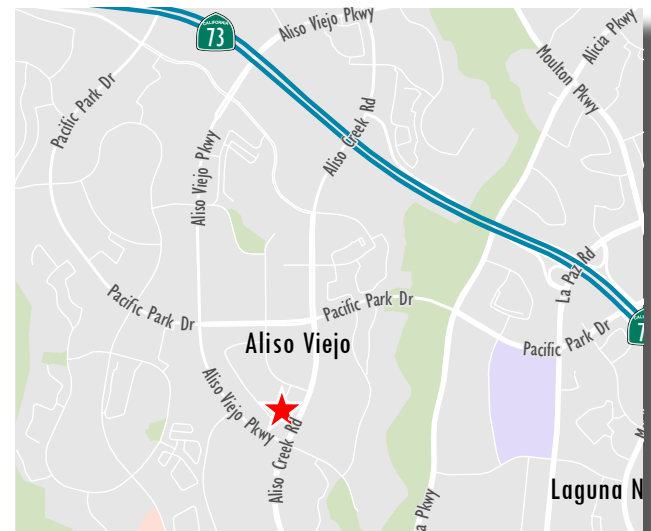 CALIFORNIA
73
Aliso Viejo Pkwy
Alicia Pkwy
Moulton Pkwy
Pacific Park Dr
Aliso Creek Rd
Aliso Viejo Pkwy
La Paz Rd
Pacific Park Dr
Pacific Park Dr
Pacific Park Dr
Aliso Viejo
Aliso Viejo Pkwy
Aliso Creek Rd
Laguna N
a Pkwy